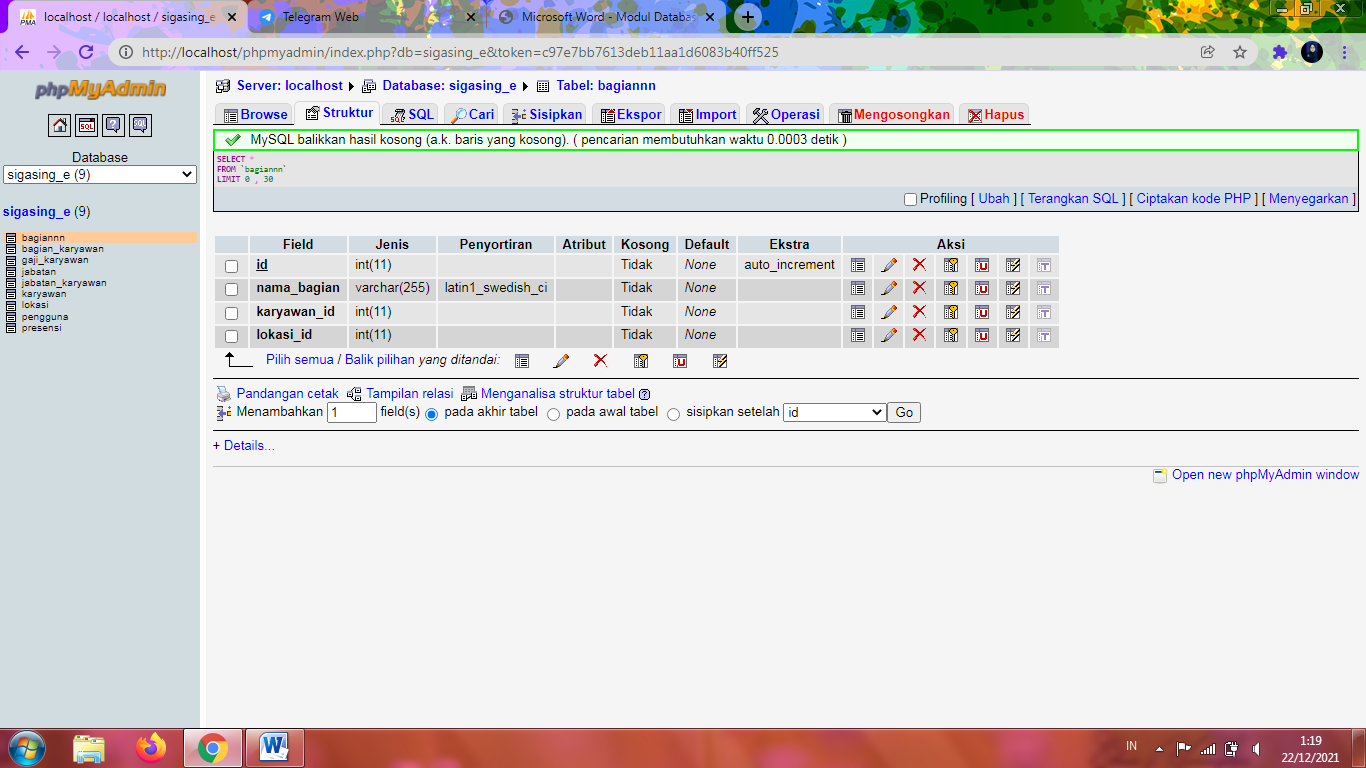 localhost / localhost / sigasing_e
Telegram Web
Microsoft Word - Modul Databas
http://localhost/phpmyadmin/index.php?db=sigasing_e&token=c97e7bb7613deb11aa1d6083b40ff525
phpMyAdmin
Server: localhost Database: sigasing_e Tabel: bagiannn
Browse Struktur SQL Cari Sisipkan Ekspor Import Operasi Mengosongkan Hapus
MySQL balikkan hasil kosong (a.k. baris yang kosong). ( pencarian membutuhkan waktu 0.0003 detik )
SELECT *
FROM `bagiannn`
LIMIT 0 , 30
Profiling [ Ubah ] [ Terangkan SQL ] [ Ciptakan kode PHP ] [ Menyegarkan ]
Database
sigasing_e (9)
sigasing_e (9)
bagiannn
bagian_karyawan
gaji_karyawan
jabatan
jabatan_karyawan
karyawan
lokasi
pengguna
presensi
Field Jenis Penyortiran Atribut Kosong Default Ekstra Aksi
id int(11) Tidak None auto_increment
nama_bagian varchar(255) latin1_swedish_ci Tidak None
karyawan_id int(11) Tidak None
lokasi_id int(11) Tidak None
Pilih semua / Balik pilihan yang ditandai:
Pandangan cetak Tampilan relasi Menganalisa struktur tabel
Menambahkan 1 field(s) pada akhir tabel pada awal tabel sisipkan setelah id Go
+ Details...
Open new phpMyAdmin window
IN
1:19
22/12/2021